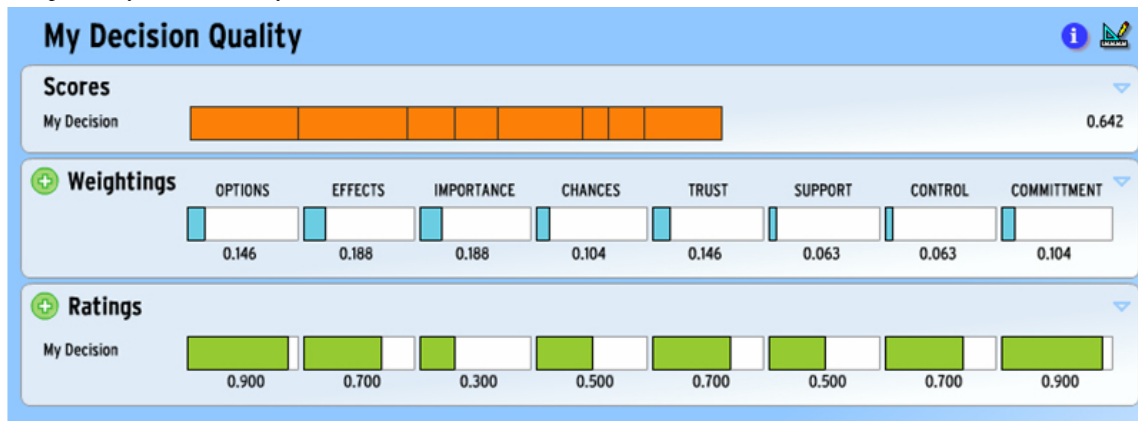 My Decision Quality
Scores
My Decision 0.642
Weightings OPTIONS EFFECTS IMPORTANCE CHANCES TRUST SUPPORT CONTROL COMMITTMENT
0.146 0.188 0.188 0.104 0.146 0.063 0.063 0.104
Ratings
My Decision
0.900 0.700 0.300 0.500 0.700 0.500 0.700 0.900